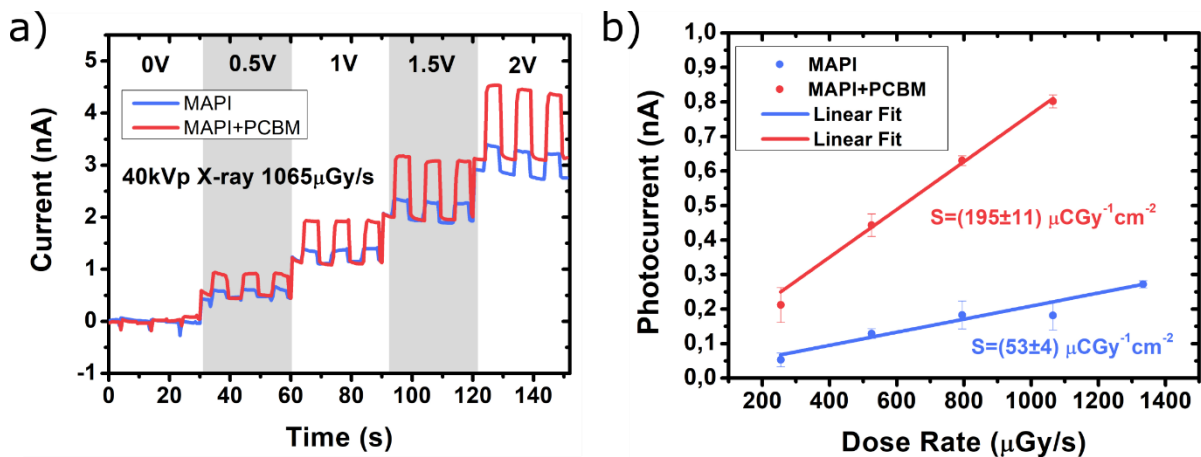 a)
0V
0.5V
1V
1.5V
2V
MAPI
MAPI+PCBM
40kVp X-ray 1065μGy/s
Current (nA)
5
4
3
2
1
0
-1
0 20 40 60 80 100 120 140
Time (s)
b)
MAPI
MAPI+PCBM
Linear Fit
Linear Fit
S=(195±11) μCGy⁻¹cm⁻²
S=(53±4) μCGy⁻¹cm⁻²
Photocurrent (nA)
1,0
0,9
0,8
0,7
0,6
0,5
0,4
0,3
0,2
0,1
0,0
200 400 600 800 1000 1200 1400
Dose Rate (μGy/s)